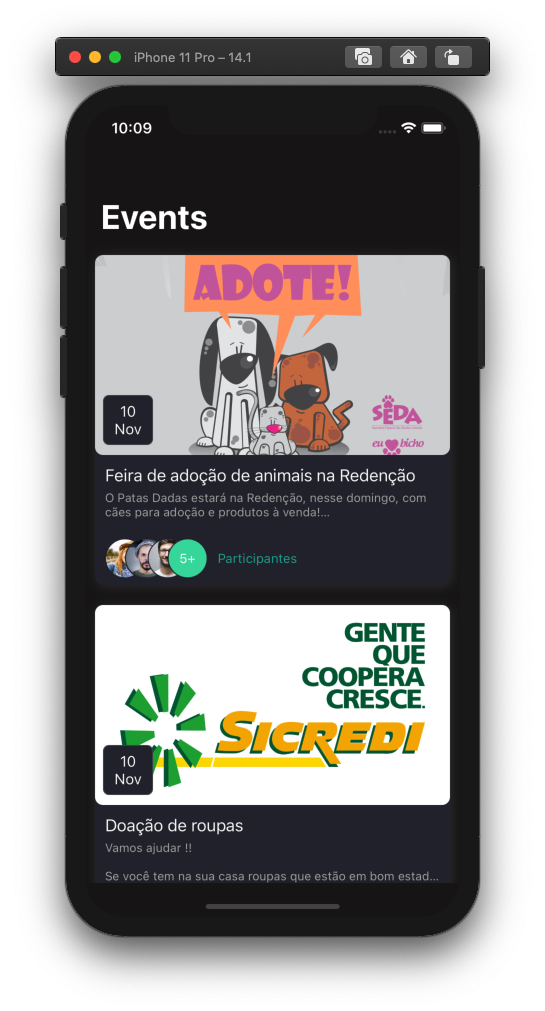 iPhone 11 Pro – 14.1
10:09
Events
ADOTE!
SEDA
eu bicho
10
Nov
Feira de adoção de animais na Redenção
O Patas Dadas estará na Redenção, nesse domingo, com
cães para adoção e produtos à venda!...
5+
Participantes
GENTE
QUE
COOPERA
CRESCE.
SICREDI
10
Nov
Doação de roupas
Vamos ajudar !!
Se você tem na sua casa roupas que estão em bom estad...